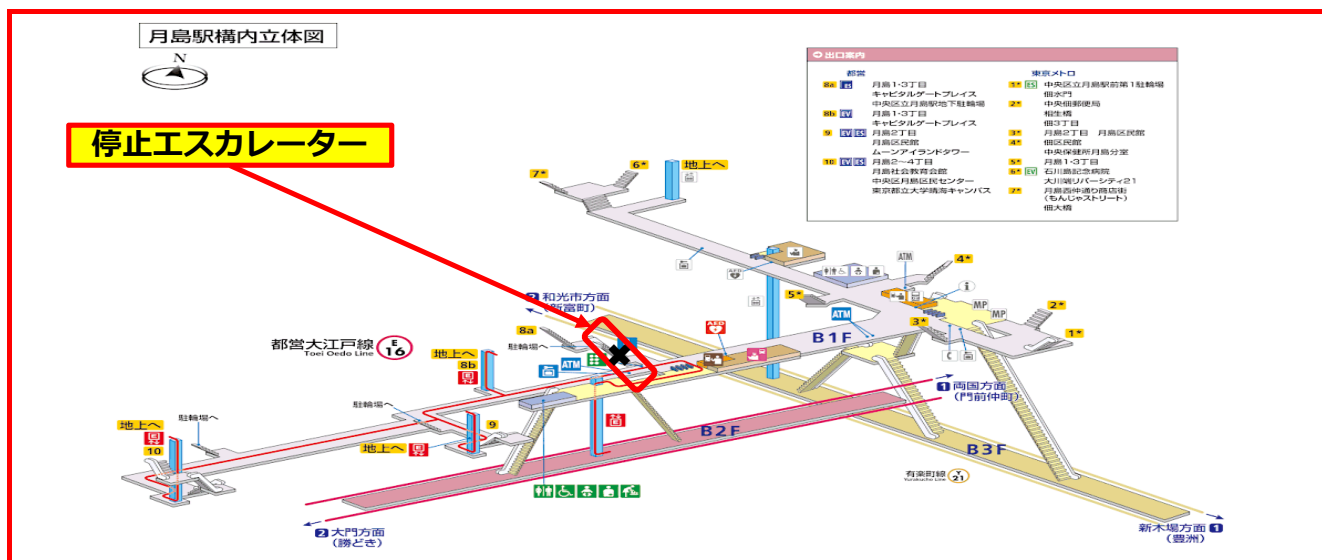 月島駅構内立体図
N
停止エスカレーター
出口案内
都営
8a ES 月島1・3丁目
キャピタルゲートプレイス
中央区立月島駅地下駐輪場
8b EV 月島1・3丁目
キャピタルゲートプレイス
9 EV ES 月島2丁目
月島区民館
ムーンアイランドタワー
10 EV ES 月島2～4丁目
月島社会教育会館
中央区月島区民センター
東京都立大学晴海キャンパス
東京メトロ
1* ES 中央区立月島駅前第1駐輪場
佃水門
2* 中央佃郵便局
相生橋
佃3丁目
3* 月島2丁目 月島区民館
4* 佃区民館
中央保健所月島分室
5* 月島1・3丁目
6* EV 石川島記念病院
大川端リバーシティ21
7* 月島西仲通り商店街
(もんじゃストリート)
佃大橋
7*
6*
地上へ
AED
ATM
4*
i
MP
MP
2*
1*
3*
C
5*
2 和光市方面
(新富町)
8a
駐輪場へ
AED
ATM
B1F
都営大江戸線 E 16
Toei Oedo Line
地上へ
8b
ATM
1 両国方面
(門前仲町)
駐輪場へ
地上へ
10
9
地上へ
B2F
B3F
有楽町線 Y 21
Yurakucho Line
2 大門方面
(勝どき)
新木場方面 1
(豊洲)